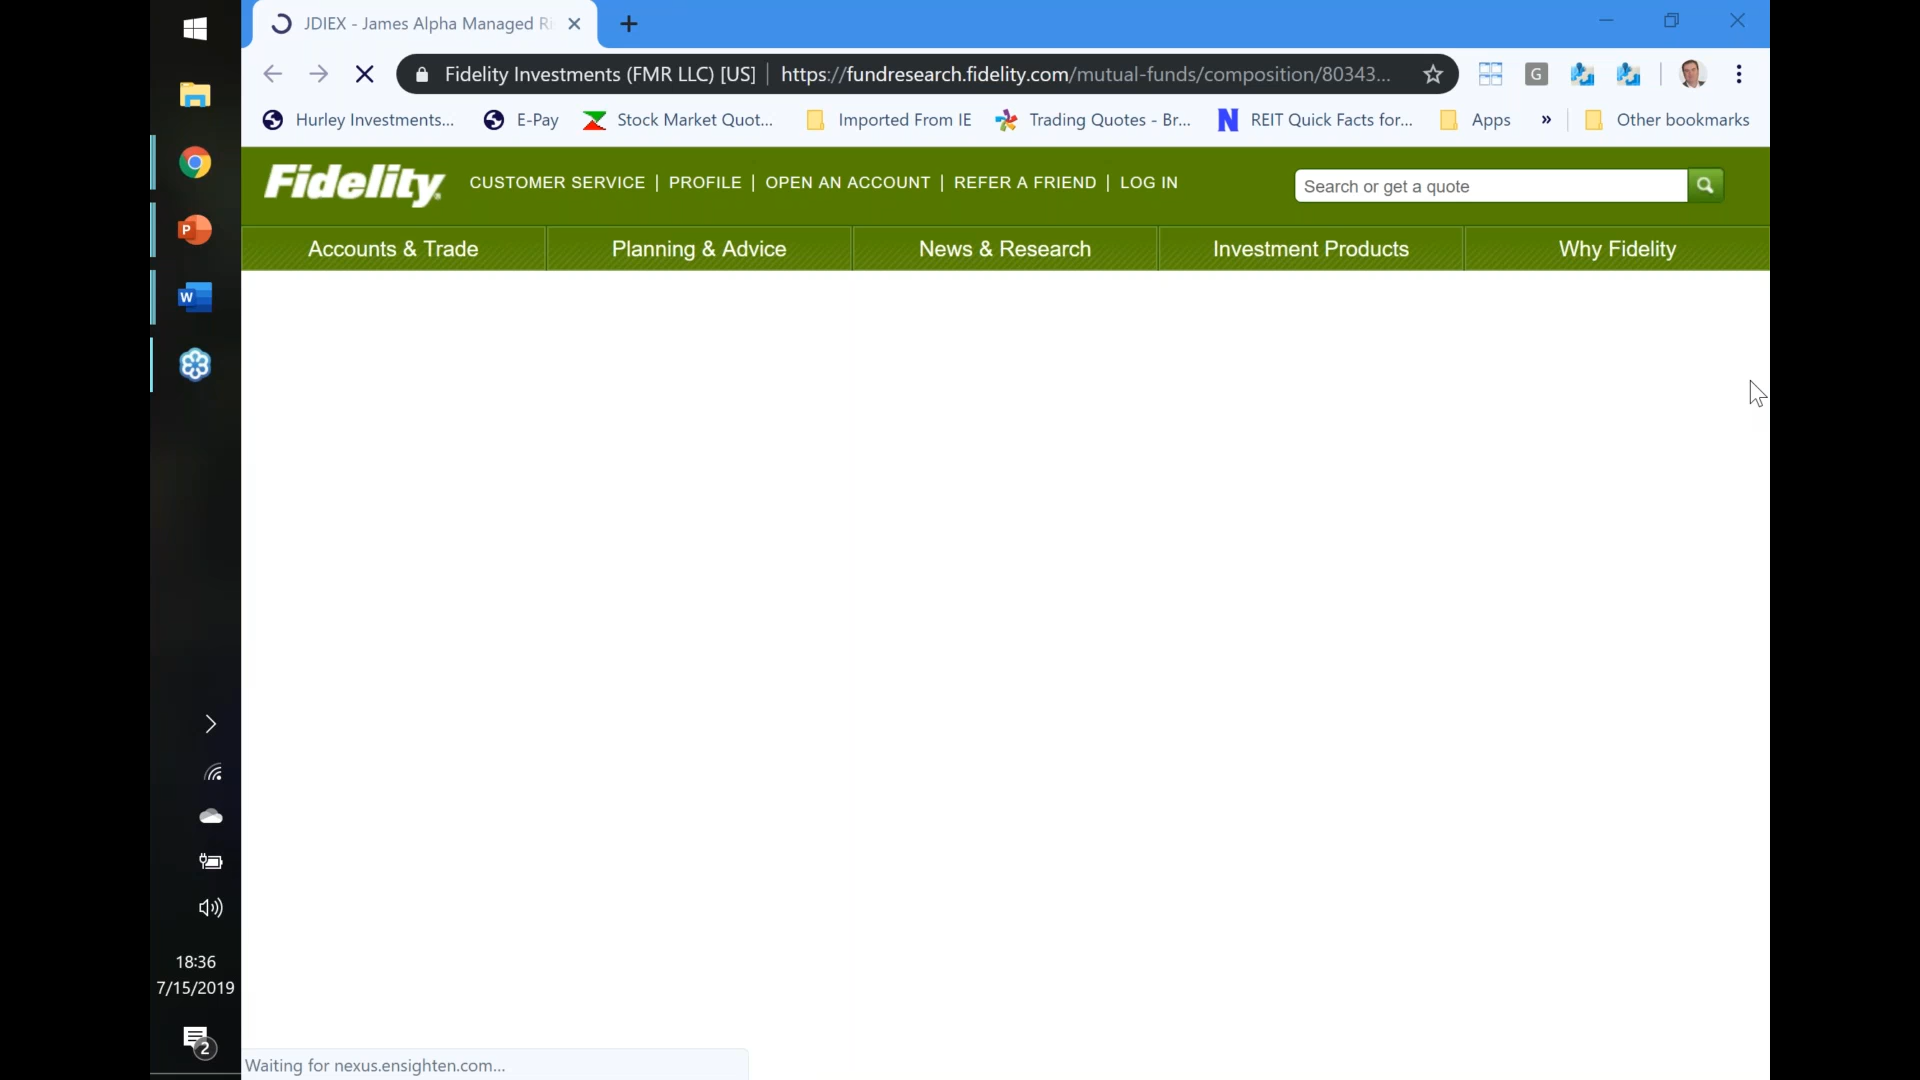 JDIEX - James Alpha Managed Ri
Fidelity Investments (FMR LLC) [US] | https://fundresearch.fidelity.com/mutual-funds/composition/80343...
G
Hurley Investments...
E-Pay
Stock Market Quot...
Imported From IE
Trading Quotes - Br...
N
REIT Quick Facts for...
Apps
»
Other bookmarks
Fidelity
CUSTOMER SERVICE | PROFILE | OPEN AN ACCOUNT | REFER A FRIEND | LOG IN
Search or get a quote
Accounts & Trade
Planning & Advice
News & Research
Investment Products
Why Fidelity
P
W
18:36
7/15/2019
2
Waiting for nexus.ensighten.com...